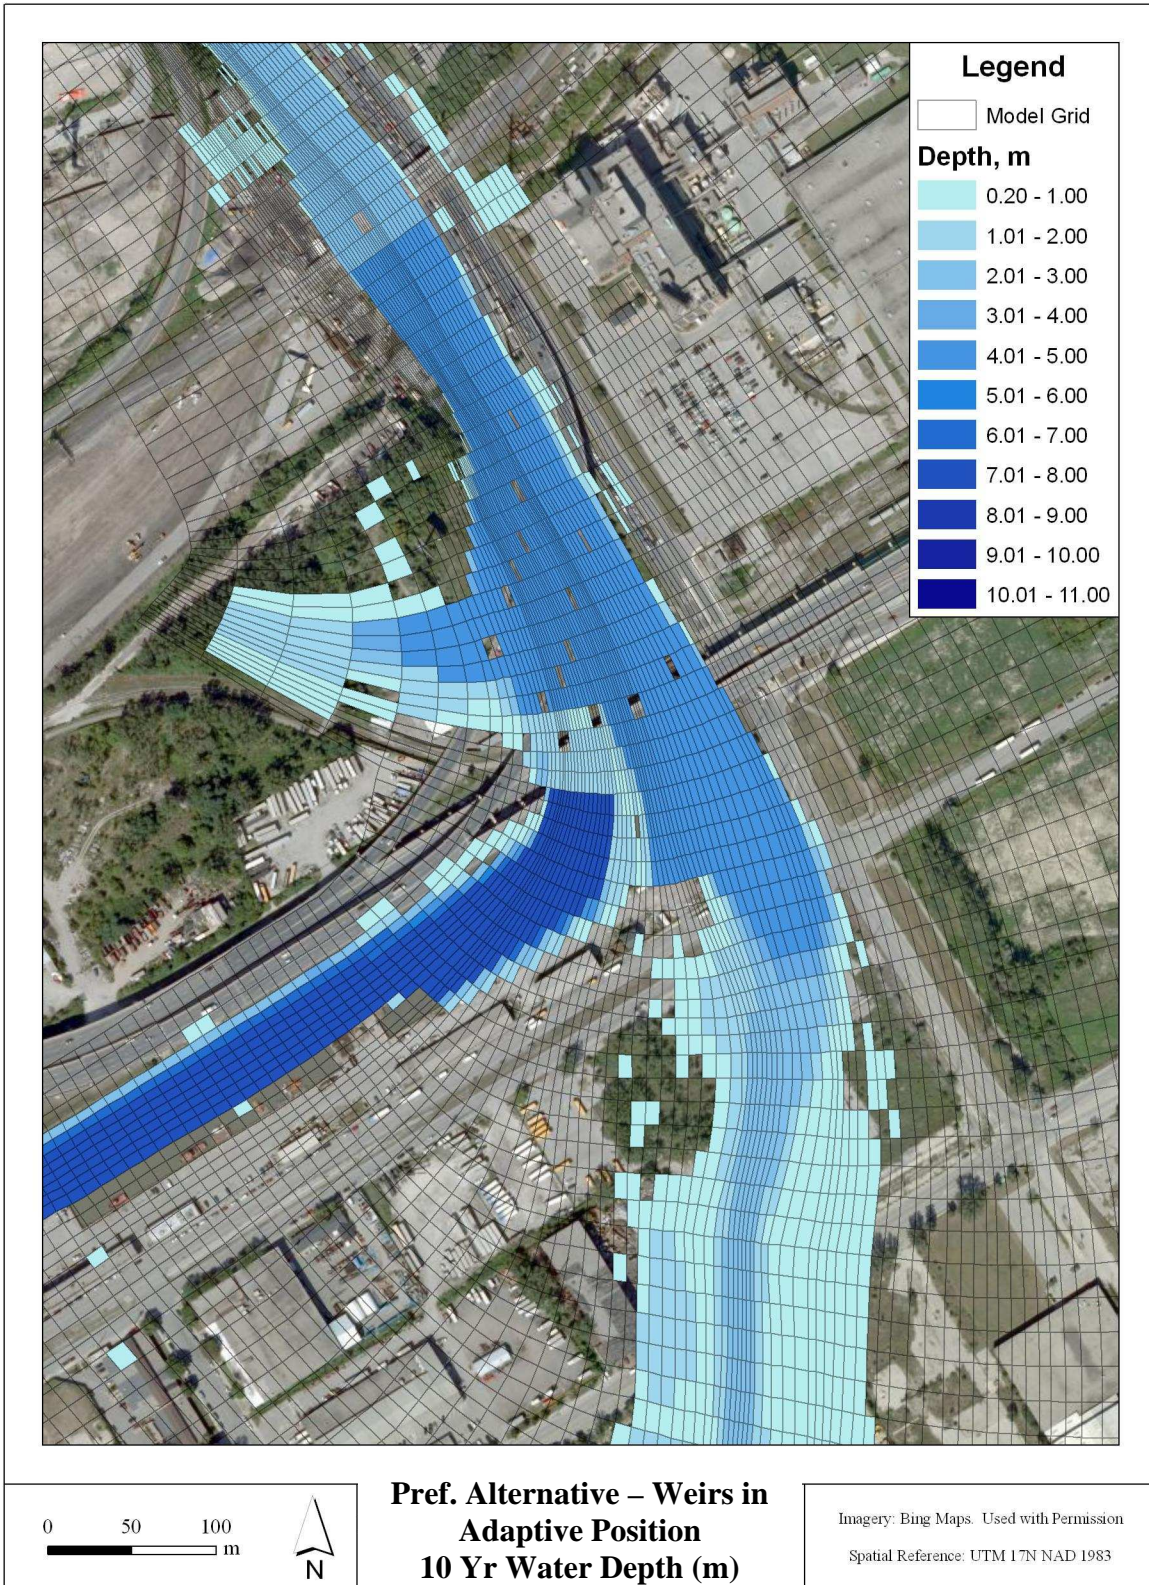 Legend
Model Grid
Depth, m
0.20 - 1.00
1.01 - 2.00
2.01 - 3.00
3.01 - 4.00
4.01 - 5.00
5.01 - 6.00
6.01 - 7.00
7.01 - 8.00
8.01 - 9.00
9.01 - 10.00
10.01 - 11.00
0 50 100
m
N
Pref. Alternative – Weirs in
Adaptive Position
10 Yr Water Depth (m)
Imagery: Bing Maps. Used with Permission
Spatial Reference: UTM 17N NAD 1983